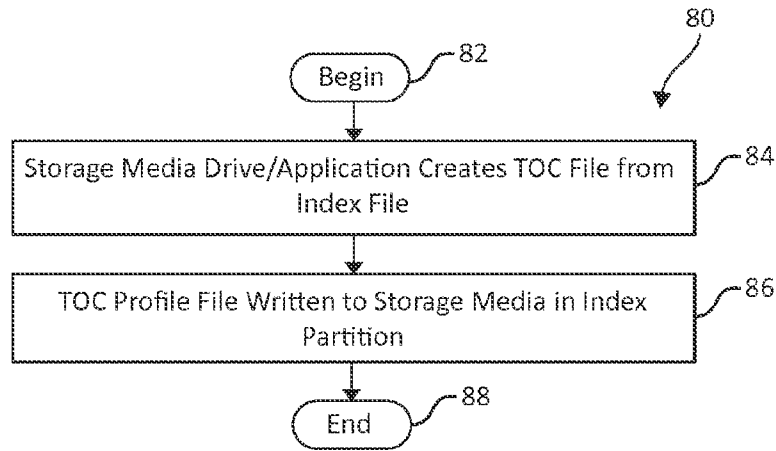 80
82
Begin
Storage Media Drive/Application Creates TOC File from
Index File
84
TOC Profile File Written to Storage Media in Index
Partition
86
End
88